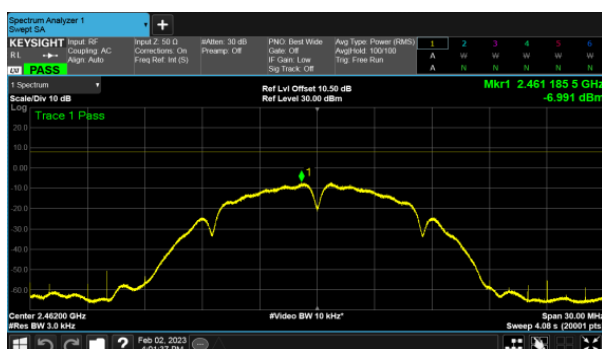 Spectrum Analyzer 1
Swept SA
+
KEYSIGHT Input: RF Input Z: 50 Ω #Atten: 30 dB PNO: Best Wide Avg Type: Power (RMS) 1 2 3 4 5 6
RL Coupling: AC Corrections: On Preamp: Off Gate: Off Avg|Hold: 100/100 A W W W W W
Align: Auto Freq Ref: Int (S) IF Gain: Low Trig: Free Run
LXI PASS Sig Track: Off A N N N N N
1 Spectrum Ref Lvl Offset 10.50 dB Mkr1 2.461 185 5 GHz
Scale/Div 10 dB Ref Level 30.00 dBm -6.991 dBm
Log
Trace 1 Pass
20.0
10.0
0.00
1
-10.0
-20.0
-30.0
-40.0
-50.0
-60.0
Center 2.46200 GHz #Video BW 10 kHz* Span 30.00 MHz
#Res BW 3.0 kHz Sweep 4.08 s (20001 pts)
? Feb 02, 2023
4:01:37 PM